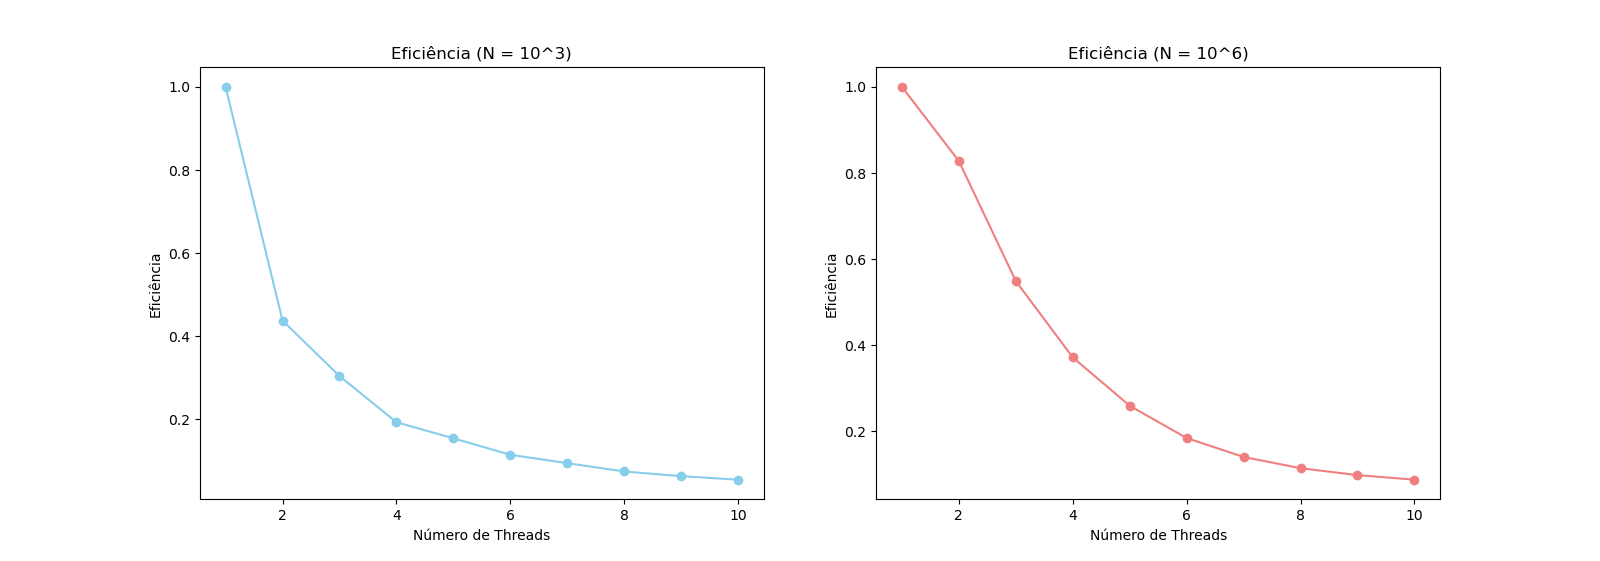 Eficiência (N = 10^3)
1.0
0.8
0.6
0.4
0.2
Eficiência
2 4 6 8 10
Número de Threads
Eficiência (N = 10^6)
1.0
0.8
0.6
0.4
0.2
Eficiência
2 4 6 8 10
Número de Threads